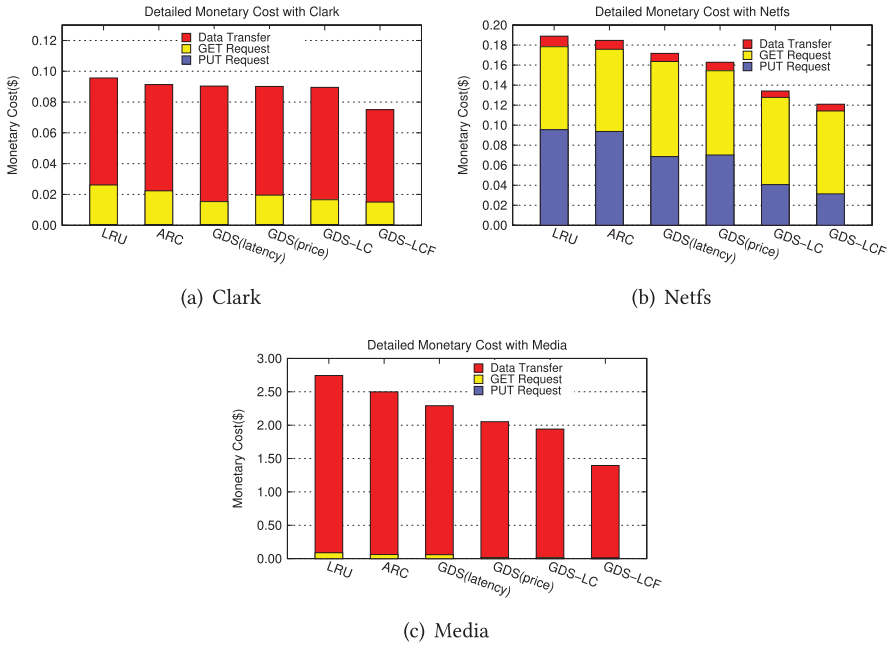 Detailed Monetary Cost with Clark
Monetary Cost($)
0.12
0.10
0.08
0.06
0.04
0.02
0.00
Data Transfer
GET Request
PUT Request
LRU
ARC
GDS(latency)
GDS(price)
GDS−LC
GDS−LCF
(a) Clark
Detailed Monetary Cost with Netfs
Monetary Cost($)
0.20
0.18
0.16
0.14
0.12
0.10
0.08
0.06
0.04
0.02
0.00
Data Transfer
GET Request
PUT Request
LRU
ARC
GDS(latency)
GDS(price)
GDS−LC
GDS−LCF
(b) Netfs
Detailed Monetary Cost with Media
Monetary Cost($)
3.00
2.50
2.00
1.50
1.00
0.50
0.00
Data Transfer
GET Request
PUT Request
LRU
ARC
GDS(latency)
GDS(price)
GDS−LC
GDS−LCF
(c) Media